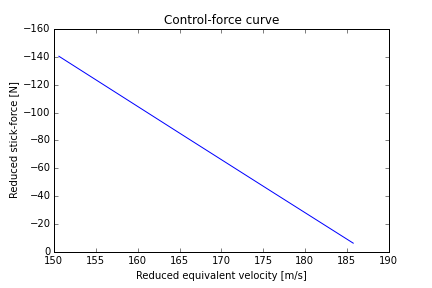 Control-force curve
−160
−140
−120
−100
−80
−60
−40
−20
0
150 155 160 165 170 175 180 185 190
Reduced stick-force [N]
Reduced equivalent velocity [m/s]